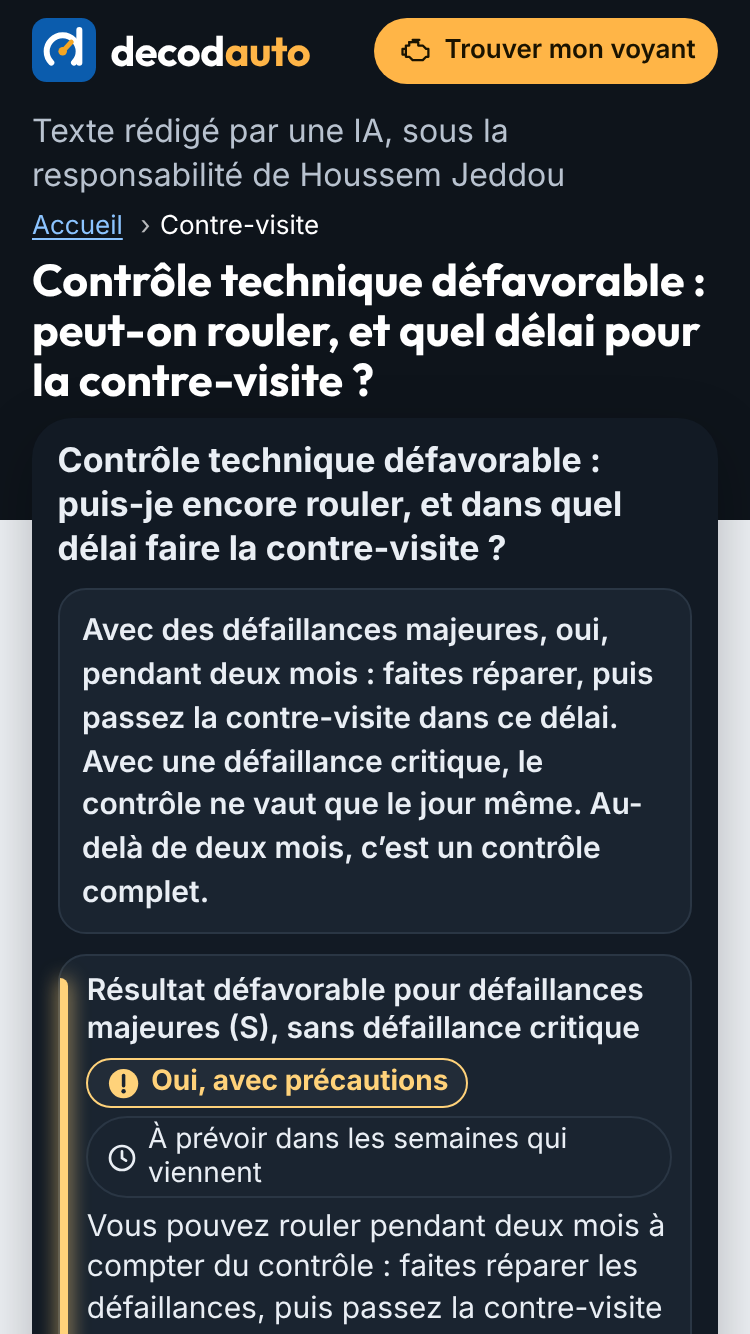 decodauto
Trouver mon voyant
Texte rédigé par une IA, sous la
responsabilité de Houssem Jeddou
Accueil › Contre-visite
Contrôle technique défavorable :
peut-on rouler, et quel délai pour
la contre-visite ?
Contrôle technique défavorable :
puis-je encore rouler, et dans quel
délai faire la contre-visite ?
Avec des défaillances majeures, oui,
pendant deux mois : faites réparer, puis
passez la contre-visite dans ce délai.
Avec une défaillance critique, le
contrôle ne vaut que le jour même. Au-
delà de deux mois, c’est un contrôle
complet.
Résultat défavorable pour défaillances
majeures (S), sans défaillance critique
Oui, avec précautions
À prévoir dans les semaines qui
viennent
Vous pouvez rouler pendant deux mois à
compter du contrôle : faites réparer les
défaillances, puis passez la contre-visite